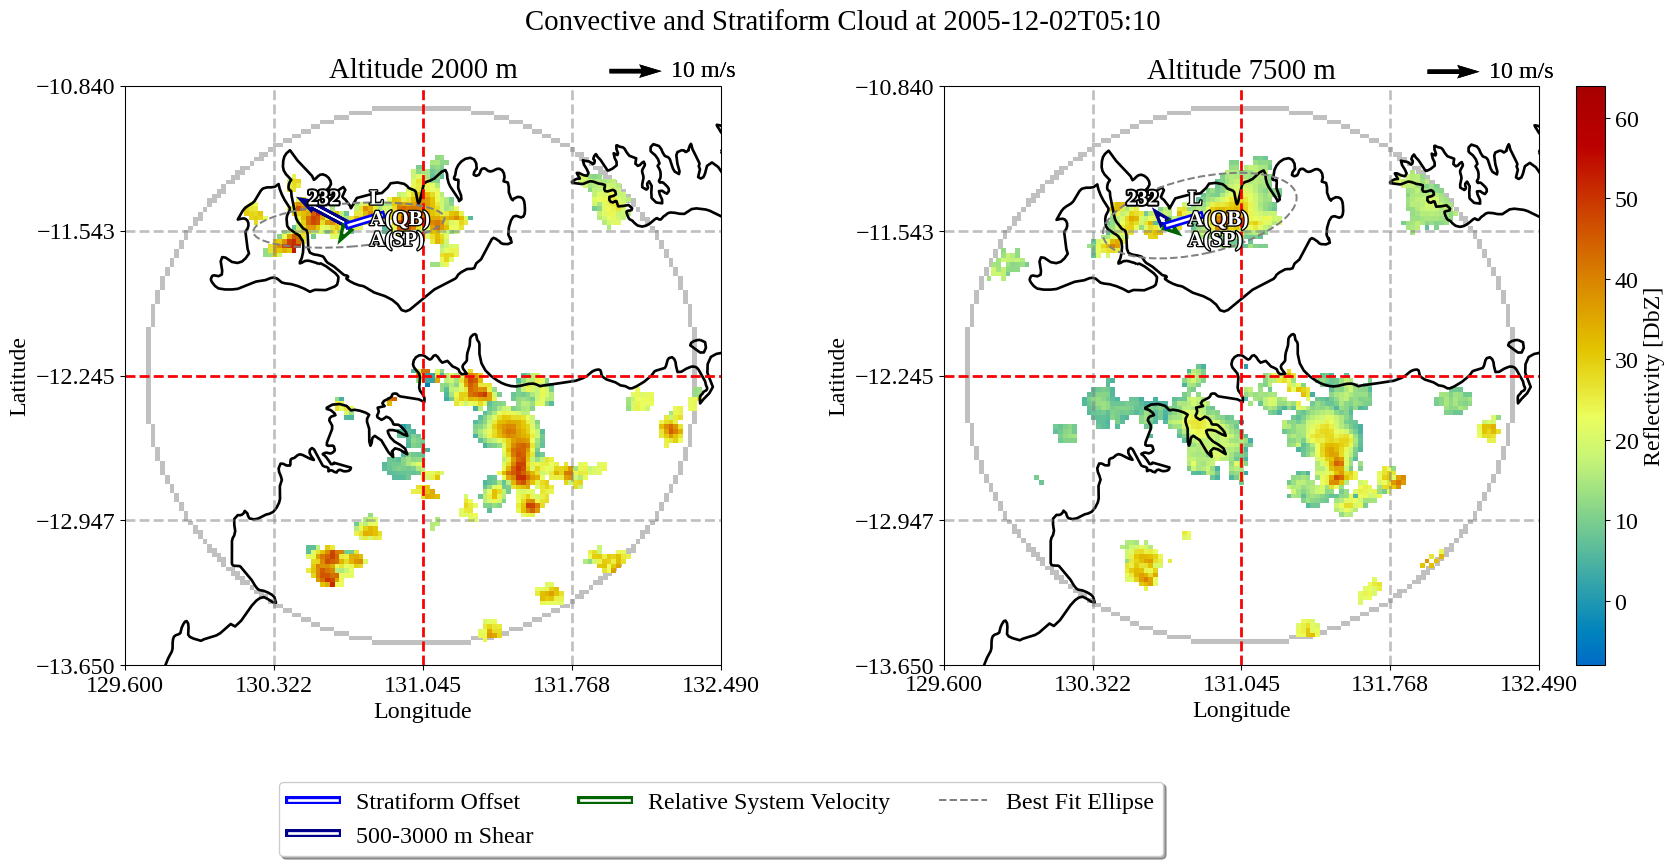 Convective and Stratiform Cloud at 2005-12-02T05:10
Altitude 2000 m
10 m/s
−10.840
−11.543
−12.245
−12.947
−13.650
129.600
130.322
131.045
131.768
132.490
Latitude
Longitude
232
L
A(QB)
A(SP)
Altitude 7500 m
10 m/s
−10.840
−11.543
−12.245
−12.947
−13.650
129.600
130.322
131.045
131.768
132.490
Latitude
Longitude
232
L
A(QB)
A(SP)
60
50
40
30
20
10
0
Reflectivity [DbZ]
Stratiform Offset
500-3000 m Shear
Relative System Velocity
Best Fit Ellipse